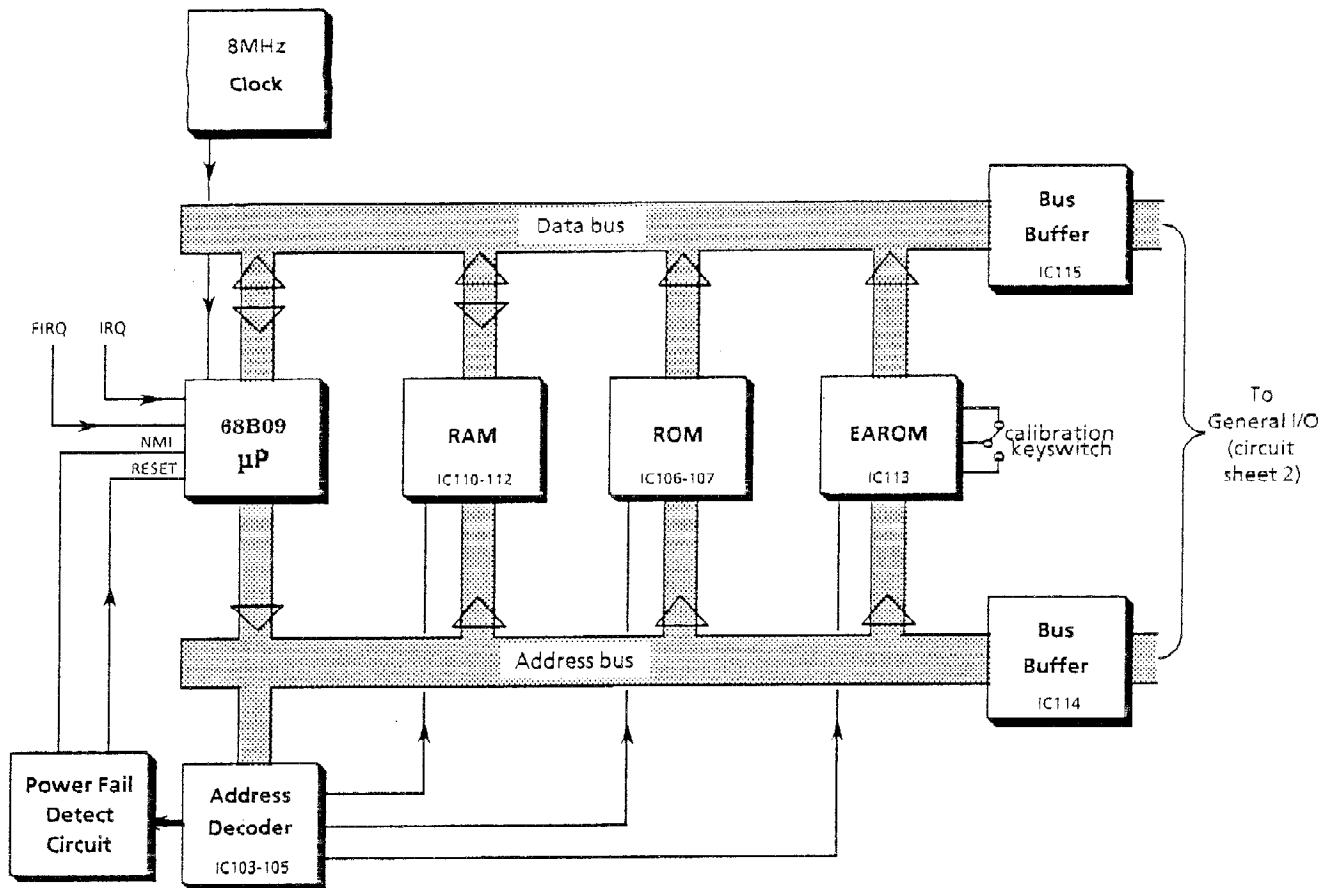 8MHz
Clock
Data bus
Bus
Buffer
IC115
FIRQ
IRQ
NMI
RESET
68B09
µP
RAM
IC110-112
ROM
IC106-107
EAROM
IC113
calibration
keyswitch
To
General I/O
(circuit
sheet 2)
Address bus
Bus
Buffer
IC114
Power Fail
Detect
Circuit
Address
Decoder
IC103-105